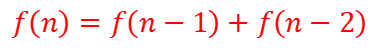 f(n) = f(n − 1) + f(n − 2)